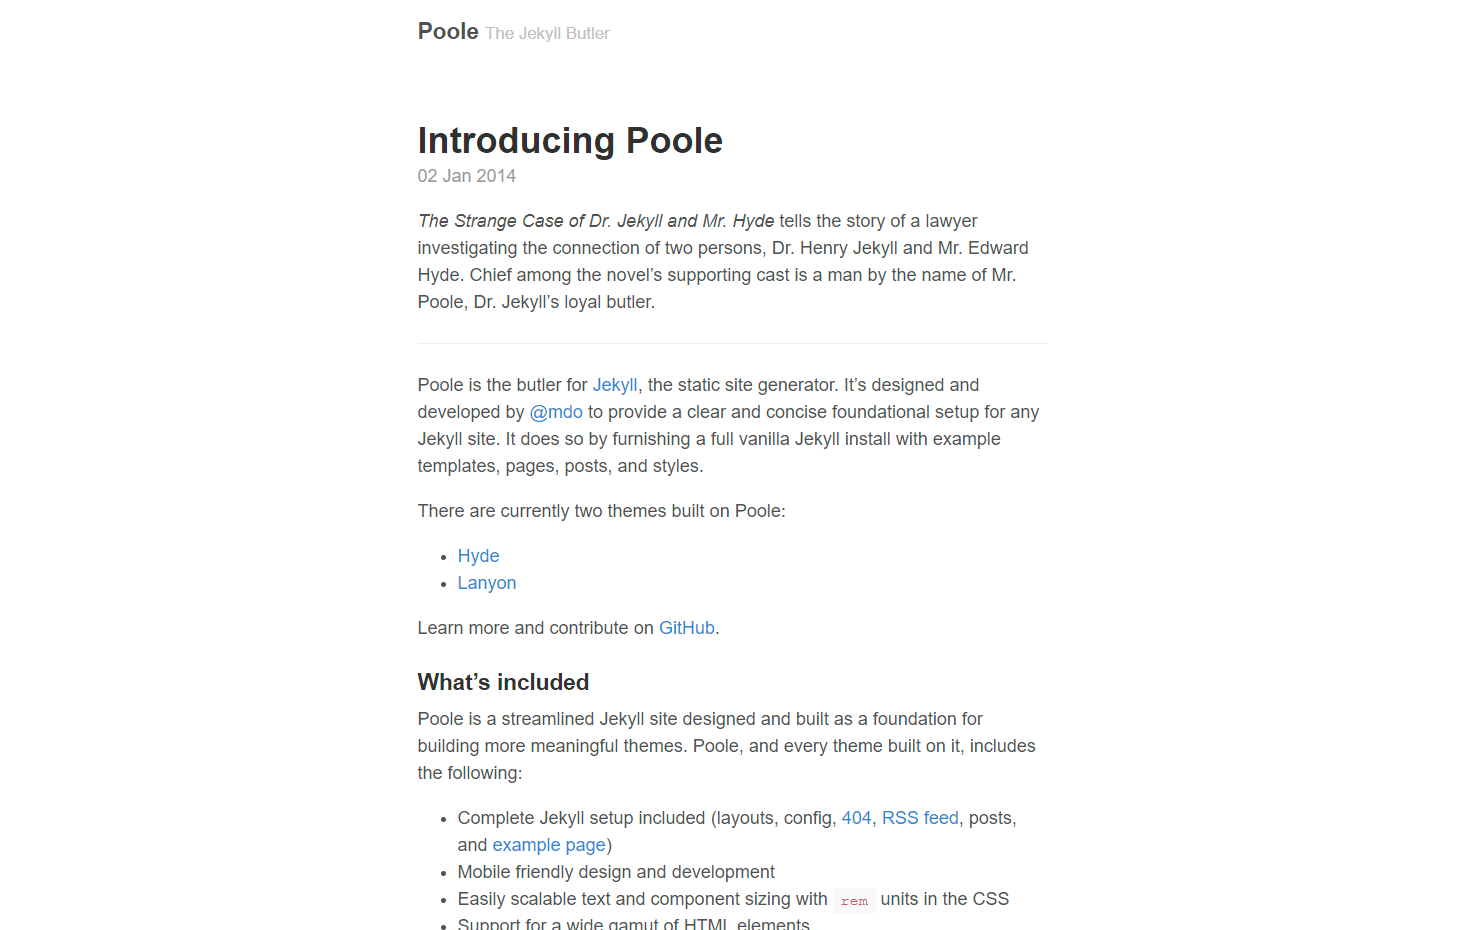 Poole The Jekyll Butler
Introducing Poole
02 Jan 2014
The Strange Case of Dr. Jekyll and Mr. Hyde tells the story of a lawyer
investigating the connection of two persons, Dr. Henry Jekyll and Mr. Edward
Hyde. Chief among the novel’s supporting cast is a man by the name of Mr.
Poole, Dr. Jekyll’s loyal butler.
Poole is the butler for Jekyll, the static site generator. It’s designed and
developed by @mdo to provide a clear and concise foundational setup for any
Jekyll site. It does so by furnishing a full vanilla Jekyll install with example
templates, pages, posts, and styles.
There are currently two themes built on Poole:
• Hyde
• Lanyon
Learn more and contribute on GitHub.
What’s included
Poole is a streamlined Jekyll site designed and built as a foundation for
building more meaningful themes. Poole, and every theme built on it, includes
the following:
• Complete Jekyll setup included (layouts, config, 404, RSS feed, posts,
and example page)
• Mobile friendly design and development
• Easily scalable text and component sizing with rem units in the CSS
• Support for a wide gamut of HTML elements